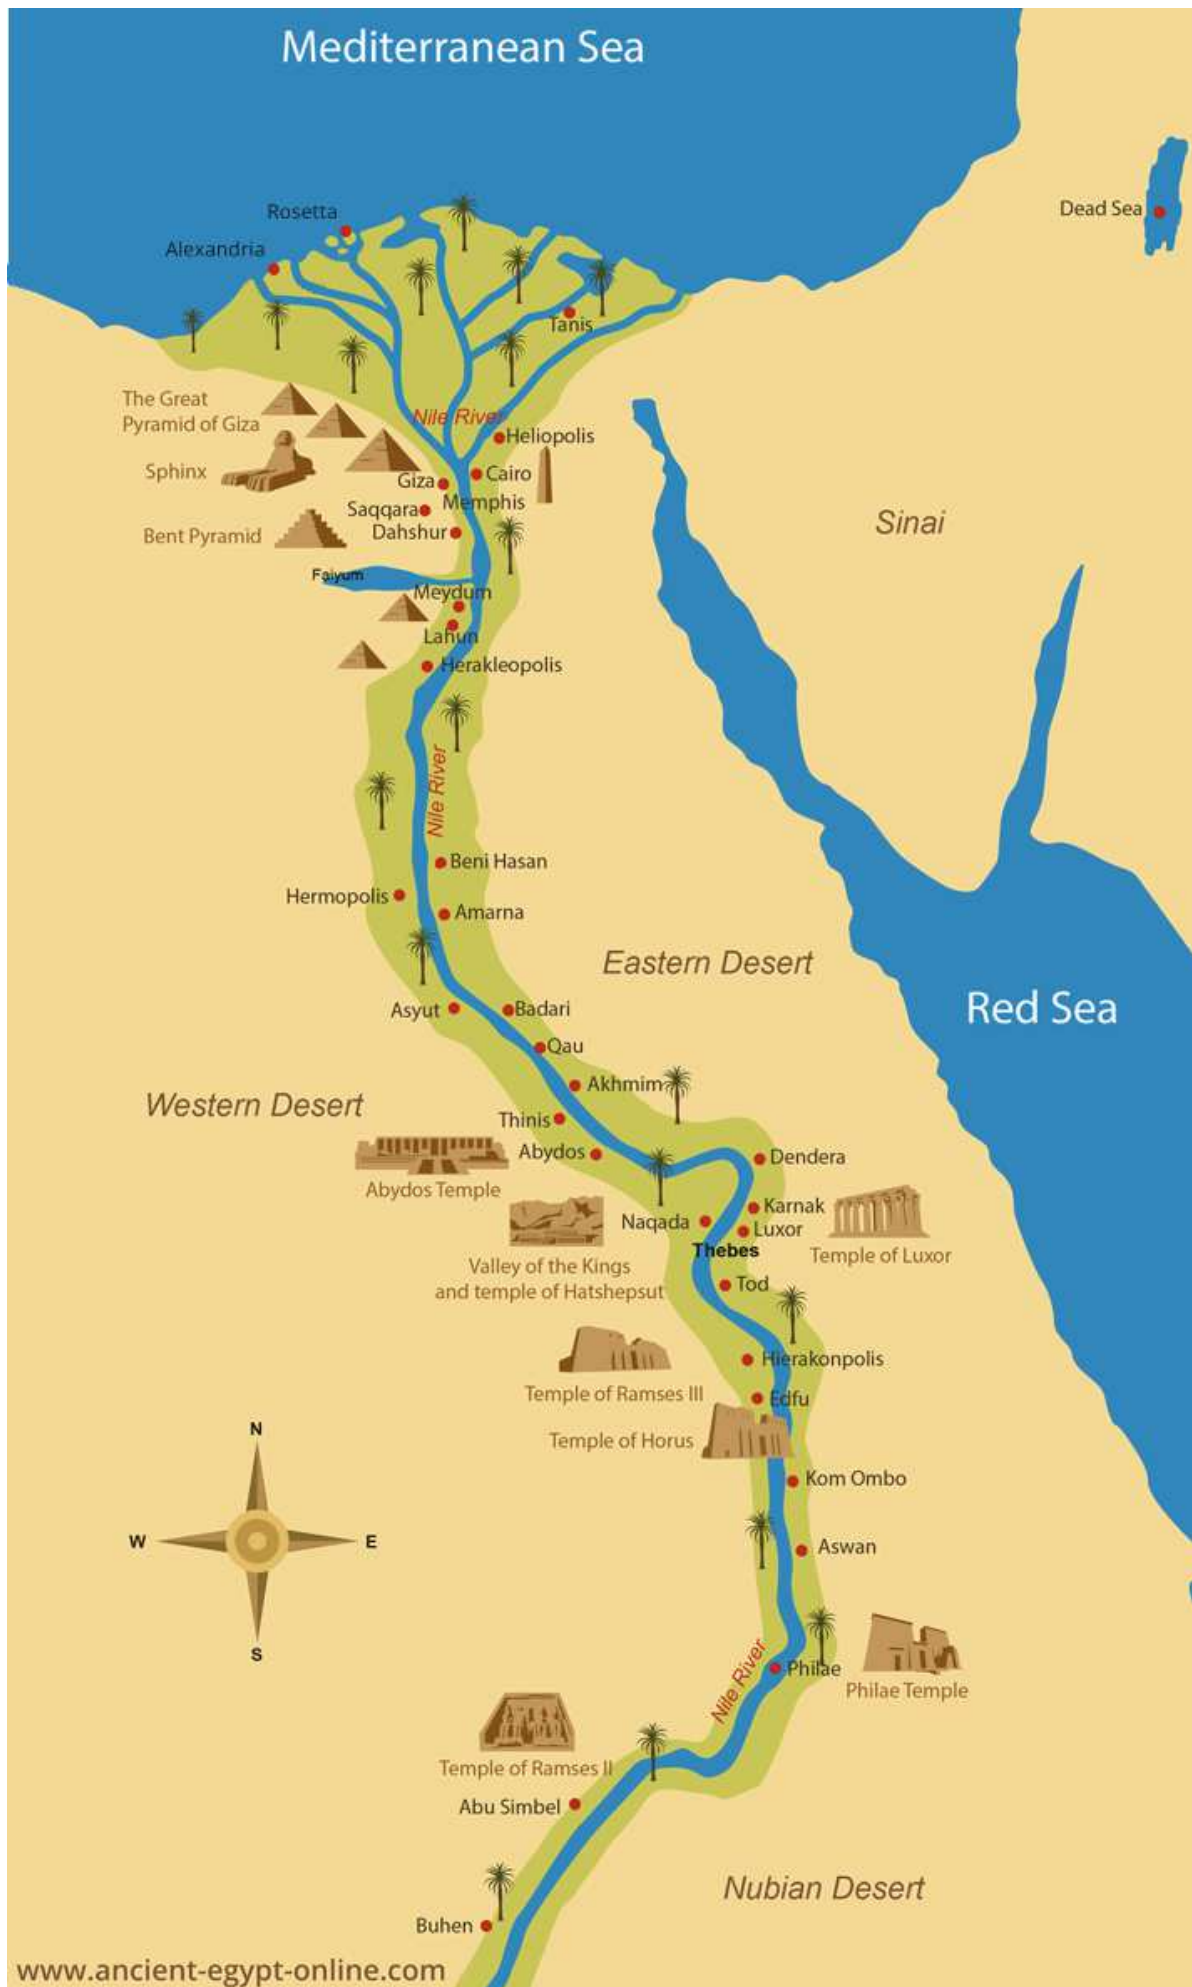 Mediterranean Sea
Dead Sea
Rosetta
Alexandria
Tanis
The Great
Pyramid of Giza
Nile River
Heliopolis
Sphinx
Cairo
Giza
Memphis
Saqqara
Sinai
Dahshur
Bent Pyramid
Faiyum
Meydum
Lahun
Herakleopolis
Nile River
Beni Hasan
Hermopolis
Amarna
Eastern Desert
Red Sea
Asyut
Badari
Qau
Akhmim
Western Desert
Thinis
Abydos
Dendera
Abydos Temple
Karnak
Naqada
Luxor
Thebes
Temple of Luxor
Valley of the Kings
and temple of Hatshepsut
Tod
Hierakonpolis
Temple of Ramses III
Edfu
Temple of Horus
N
Kom Ombo
W
E
Aswan
S
Nile River
Philae
Philae Temple
Temple of Ramses II
Abu Simbel
Nubian Desert
Buhen
www.ancient-egypt-online.com